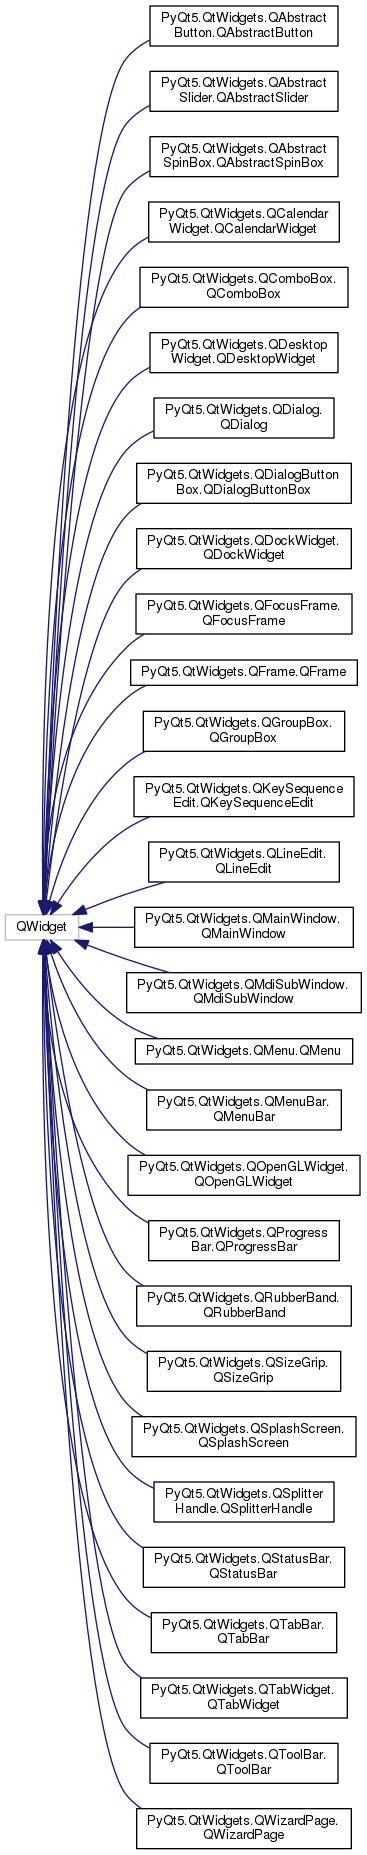 PyQt5.QtWidgets.QAbstract
Button.QAbstractButton
PyQt5.QtWidgets.QAbstract
Slider.QAbstractSlider
PyQt5.QtWidgets.QAbstract
SpinBox.QAbstractSpinBox
PyQt5.QtWidgets.QCalendar
Widget.QCalendarWidget
PyQt5.QtWidgets.QComboBox.
QComboBox
PyQt5.QtWidgets.QDesktop
Widget.QDesktopWidget
PyQt5.QtWidgets.QDialog.
QDialog
PyQt5.QtWidgets.QDialogButton
Box.QDialogButtonBox
PyQt5.QtWidgets.QDockWidget.
QDockWidget
PyQt5.QtWidgets.QFocusFrame.
QFocusFrame
PyQt5.QtWidgets.QFrame.QFrame
PyQt5.QtWidgets.QGroupBox.
QGroupBox
PyQt5.QtWidgets.QKeySequence
Edit.QKeySequenceEdit
PyQt5.QtWidgets.QLineEdit.
QLineEdit
QWidget
PyQt5.QtWidgets.QMainWindow.
QMainWindow
PyQt5.QtWidgets.QMdiSubWindow.
QMdiSubWindow
PyQt5.QtWidgets.QMenu.QMenu
PyQt5.QtWidgets.QMenuBar.
QMenuBar
PyQt5.QtWidgets.QOpenGLWidget.
QOpenGLWidget
PyQt5.QtWidgets.QProgress
Bar.QProgressBar
PyQt5.QtWidgets.QRubberBand.
QRubberBand
PyQt5.QtWidgets.QSizeGrip.
QSizeGrip
PyQt5.QtWidgets.QSplashScreen.
QSplashScreen
PyQt5.QtWidgets.QSplitter
Handle.QSplitterHandle
PyQt5.QtWidgets.QStatusBar.
QStatusBar
PyQt5.QtWidgets.QTabBar.
QTabBar
PyQt5.QtWidgets.QTabWidget.
QTabWidget
PyQt5.QtWidgets.QToolBar.
QToolBar
PyQt5.QtWidgets.QWizardPage.
QWizardPage